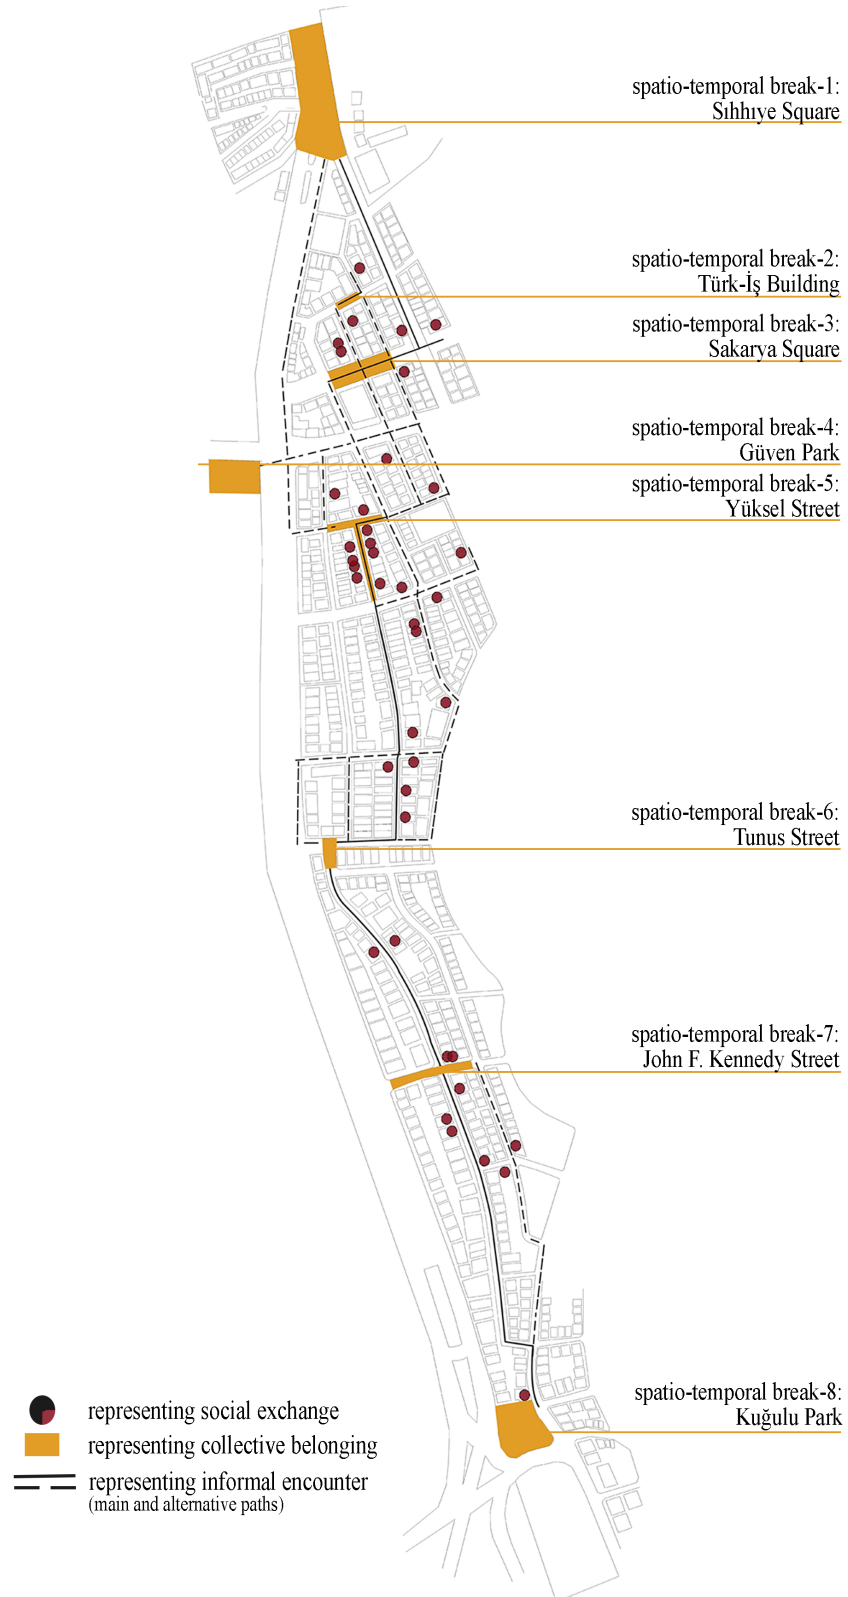 spatio-temporal break-1:
Sıhhıye Square
spatio-temporal break-2:
Türk-İş Building
spatio-temporal break-3:
Sakarya Square
spatio-temporal break-4:
Güven Park
spatio-temporal break-5:
Yüksel Street
spatio-temporal break-6:
Tunus Street
spatio-temporal break-7:
John F. Kennedy Street
spatio-temporal break-8:
Kuğulu Park
representing social exchange
representing collective belonging
representing informal encounter
(main and alternative paths)